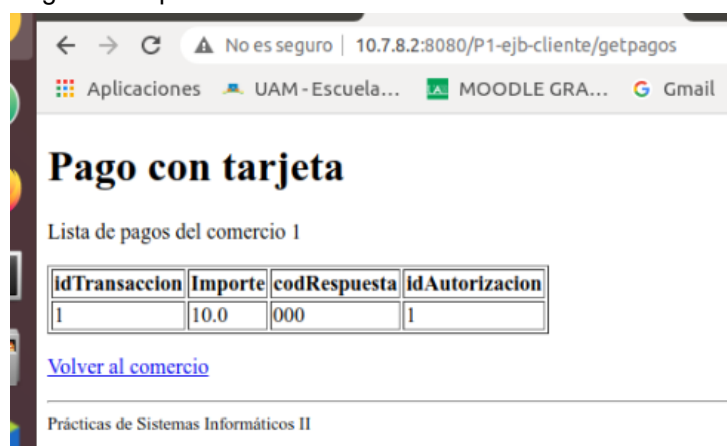 No es seguro | 10.7.8.2:8080/P1-ejb-cliente/getpagos
Aplicaciones UAM - Escuela... MOODLE GRA... Gmail
Pago con tarjeta
Lista de pagos del comercio 1
idTransaccion Importe codRespuesta idAutorizacion
1 10.0 000 1
Volver al comercio
Prácticas de Sistemas Informáticos II